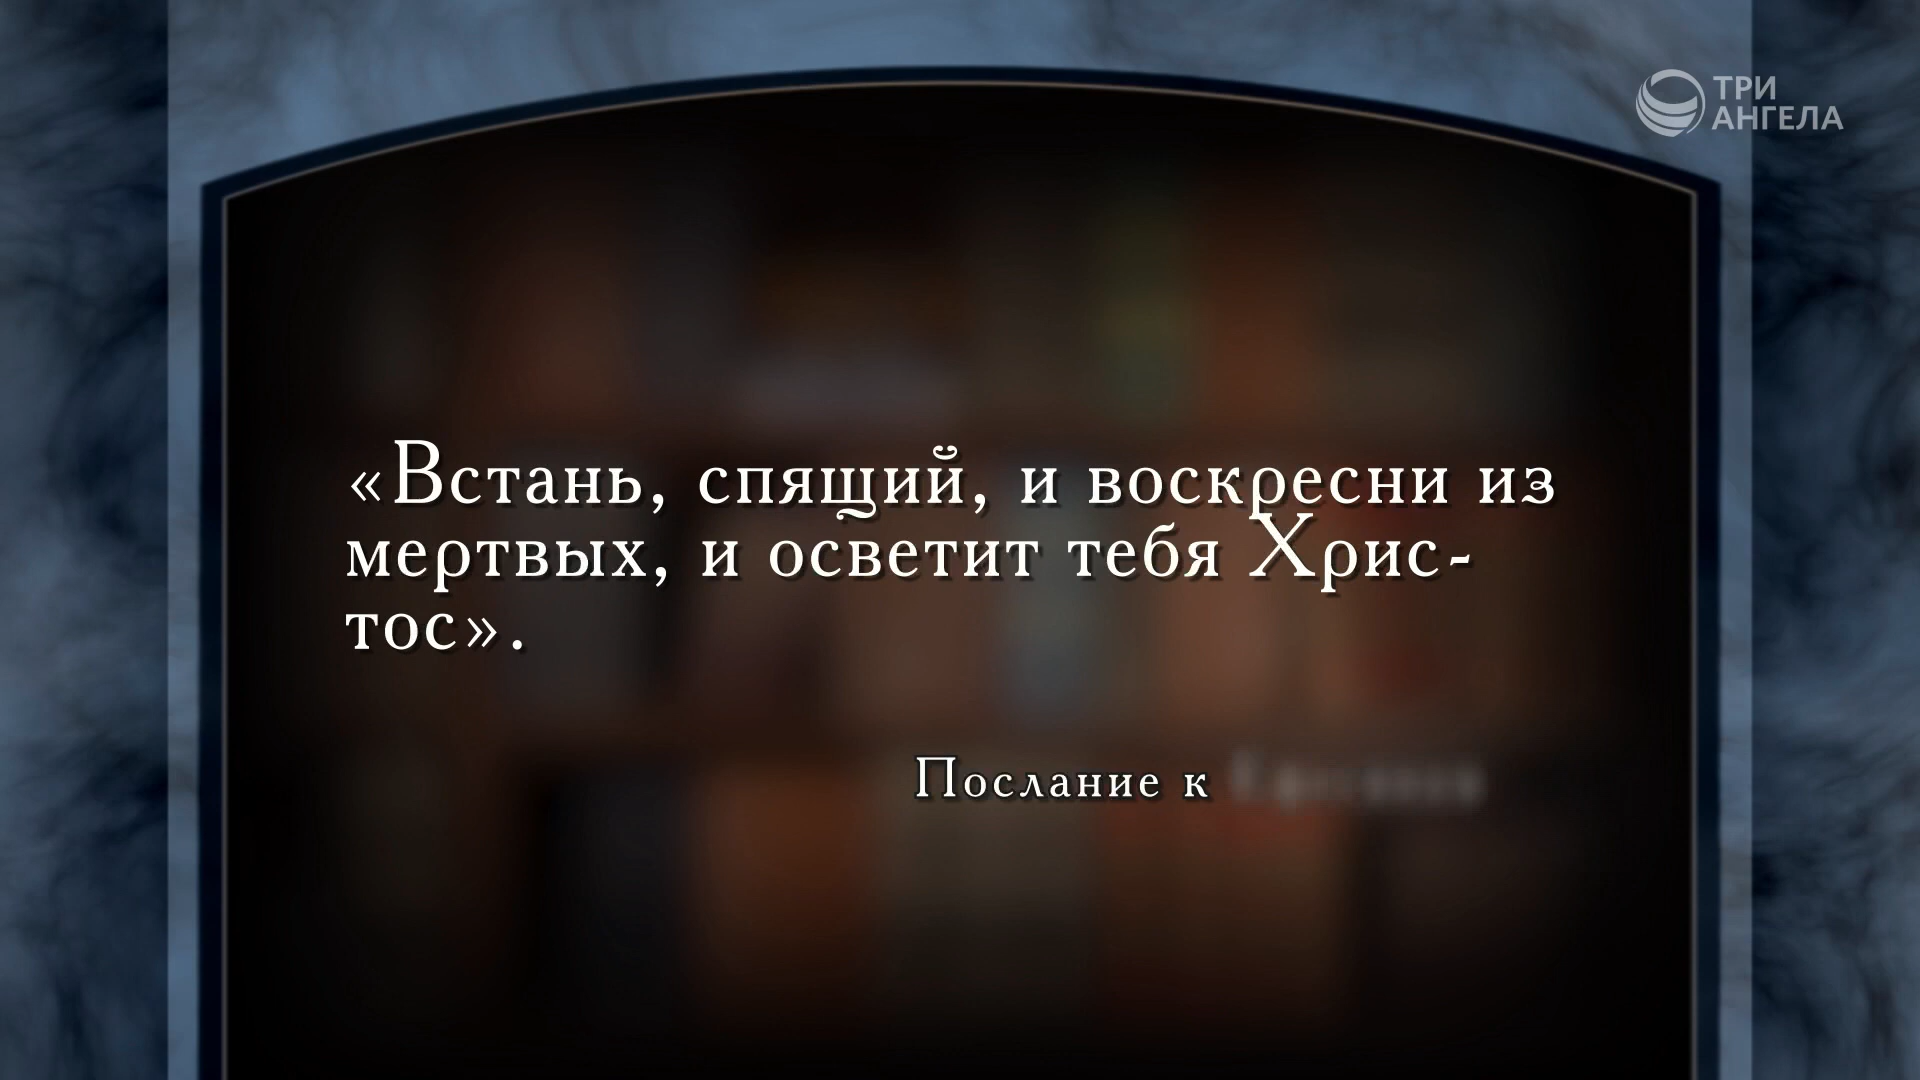 ТРИ
АНГЕЛА
«Встань, спящий, и воскресни из
мертвых, и осветит тебя Хрис-
тос».
Послание к